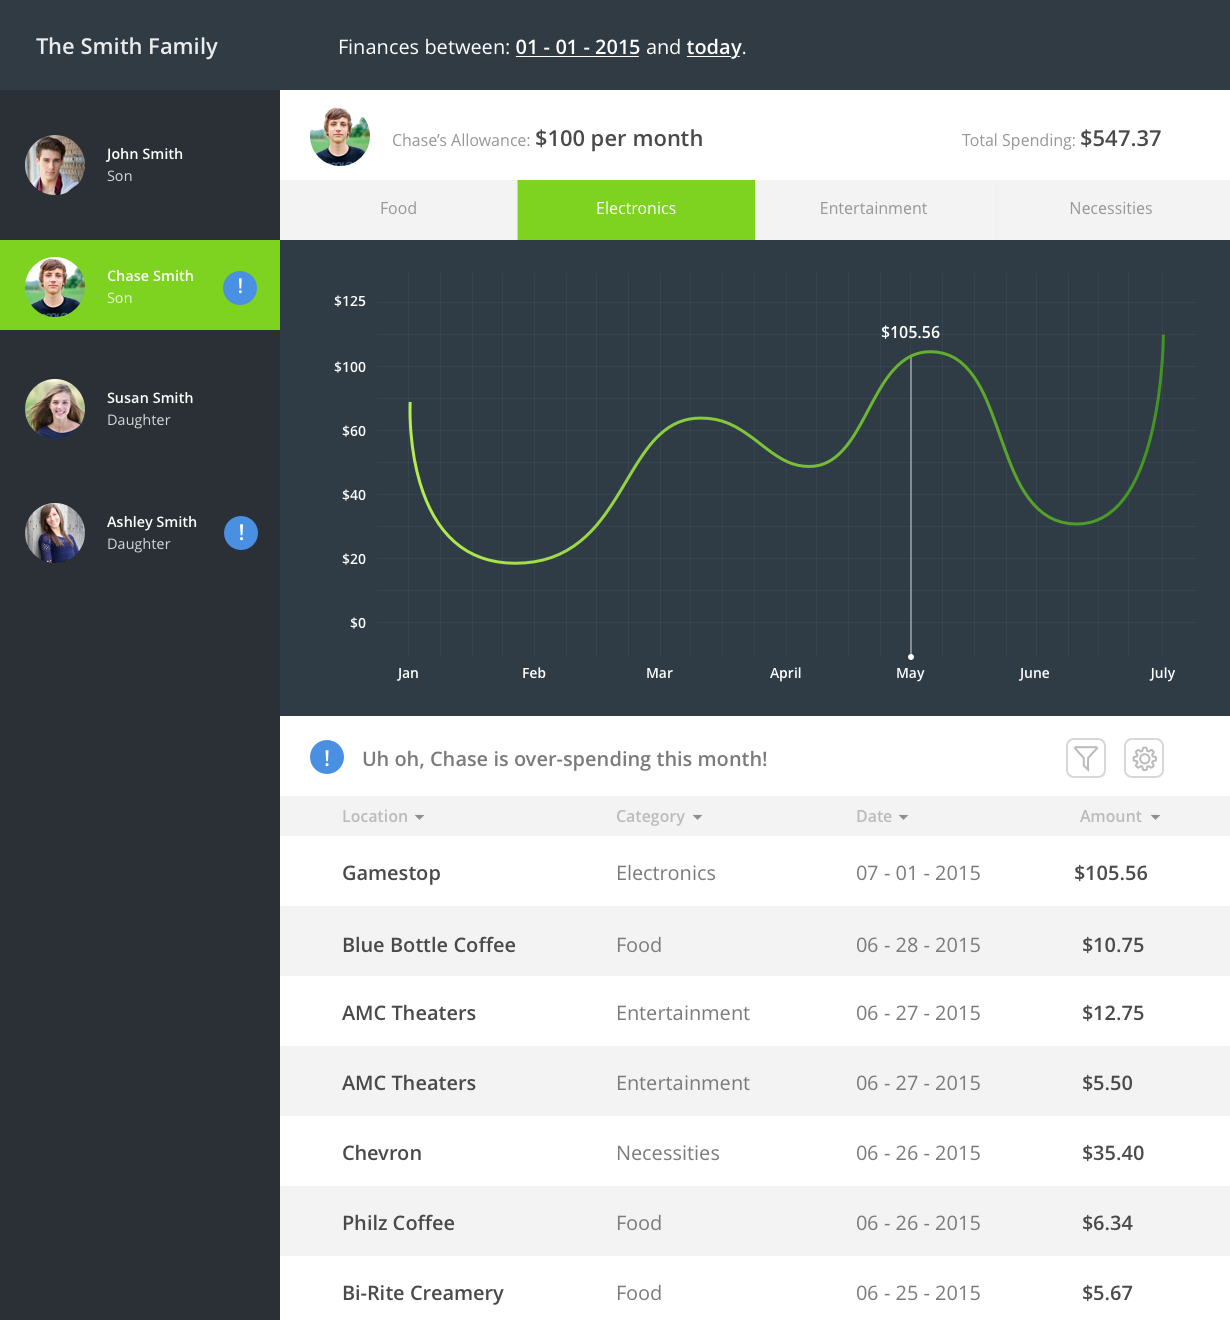 The Smith Family
Finances between: 01 - 01 - 2015 and today.
John Smith
Son
Chase Smith
Son
!
Susan Smith
Daughter
Ashley Smith
Daughter
!
Chase’s Allowance: $100 per month
Total Spending: $547.37
Food Electronics Entertainment Necessities
$125
$100
$60
$40
$20
$0
$105.56
Jan Feb Mar April May June July
! Uh oh, Chase is over-spending this month!
Location Category Date Amount
Gamestop Electronics 07 - 01 - 2015 $105.56
Blue Bottle Coffee Food 06 - 28 - 2015 $10.75
AMC Theaters Entertainment 06 - 27 - 2015 $12.75
AMC Theaters Entertainment 06 - 27 - 2015 $5.50
Chevron Necessities 06 - 26 - 2015 $35.40
Philz Coffee Food 06 - 26 - 2015 $6.34
Bi-Rite Creamery Food 06 - 25 - 2015 $5.67